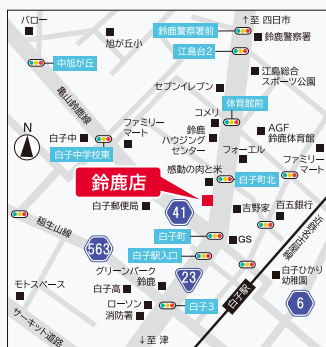 バロー
旭が丘小
中旭が丘
鈴鹿警察署前
↑至 四日市
鈴鹿警察署
江島台2
江島総合
スポーツ公園
亀山鈴鹿線
セブンイレブン
体育館前
コメリ
N
白子中
ファミリー
マート
鈴鹿
ハウジング
センター
AGF
鈴鹿体育館
白子中学校東
フォーエル
ファミリー
マート
感動の肉と米
白子町北
鈴鹿店
白子郵便局
41
吉野家
百五銀行
稲生山線
563
白子町
白子駅入口
GS
近鉄名古屋線
グリーンパーク
鈴鹿
23
白子駅
白子ひかり
幼稚園
モトスペース
白子高
ローソン
消防署
白子3
6
サーキット道路
↓至 津